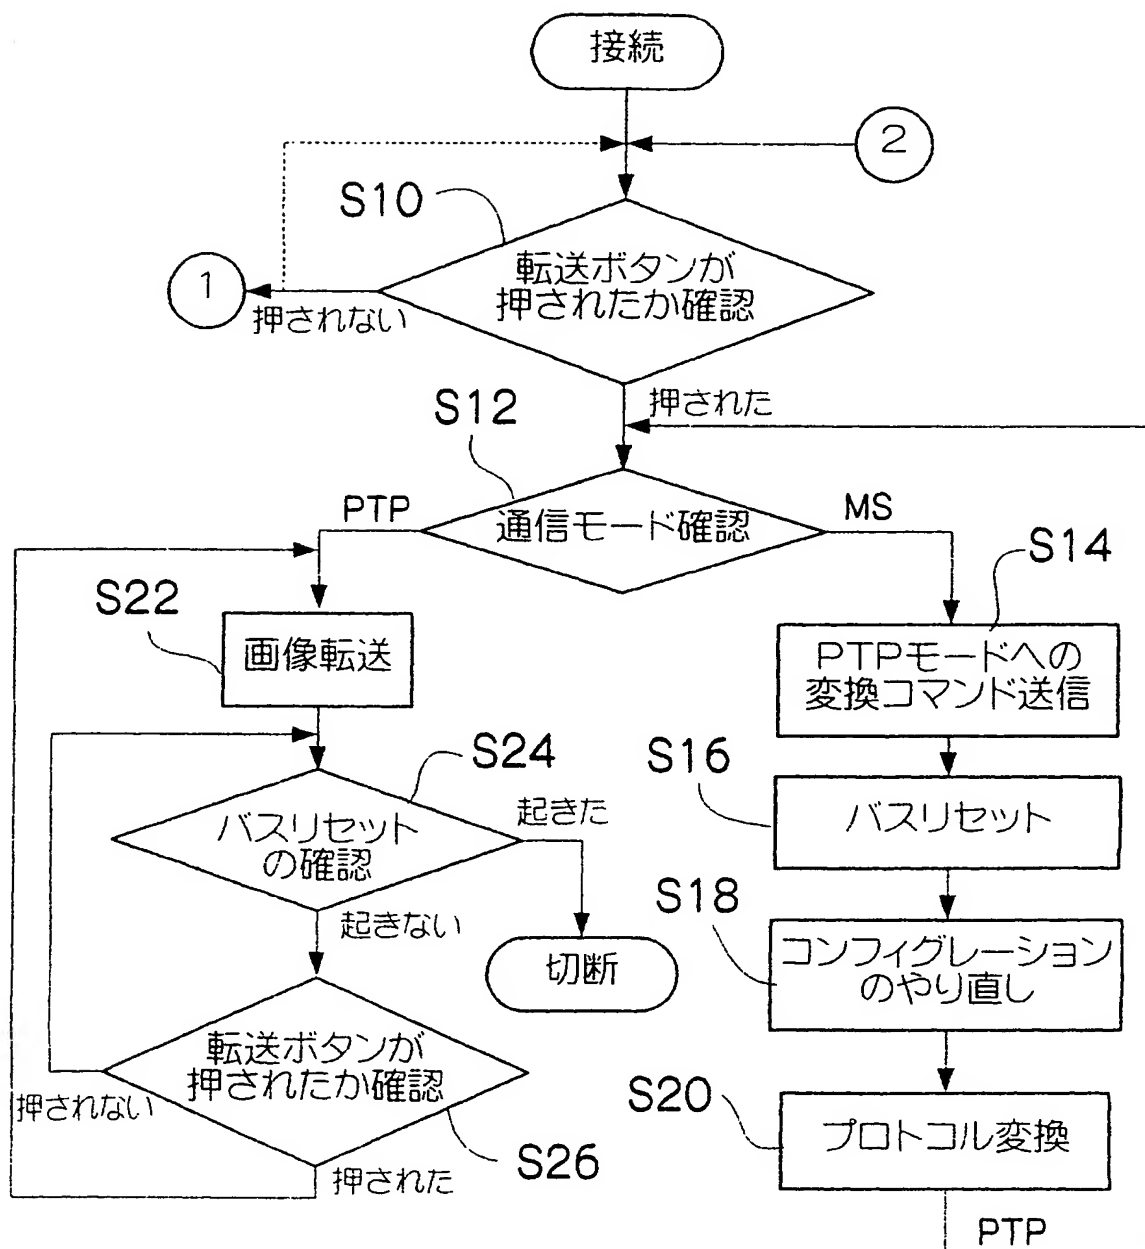 接続
2
S10
転送ボタンが
押されたか確認
1
押されない
押された
S12
通信モード確認
PTP
MS
S14
PTPモードへの
変換コマンド送信
S22
画像転送
S16
バスリセット
S24
バスリセット
の確認
起きた
起きない
切断
S18
コンフィグレーション
のやり直し
転送ボタンが
押されたか確認
押されない
S26
押された
S20
プロトコル変換
PTP